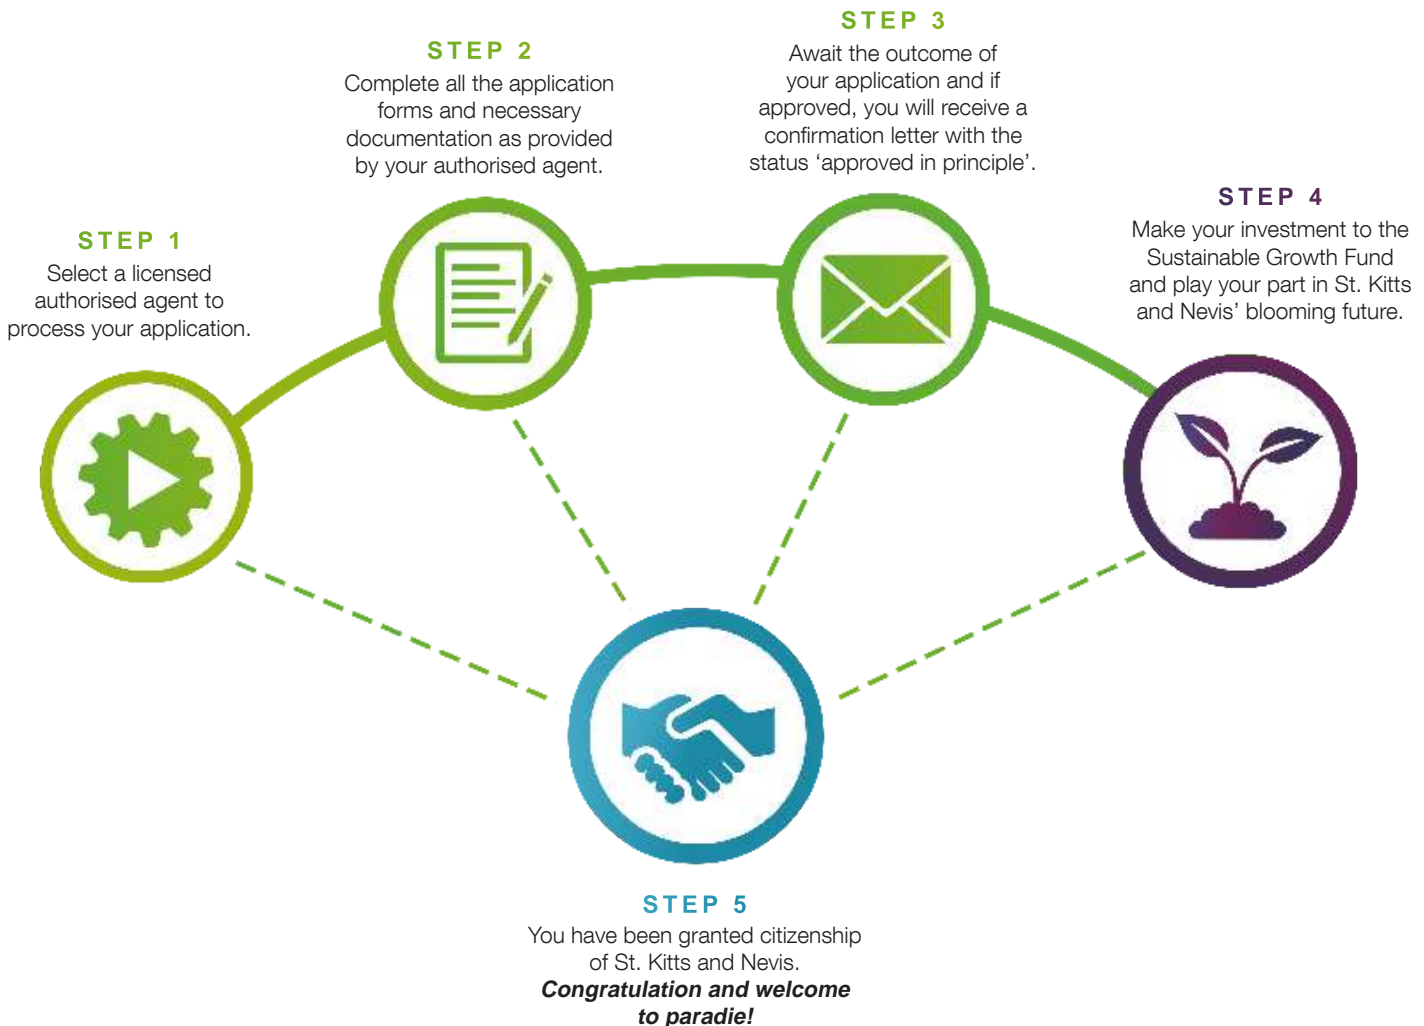 STEP 1
Select a licensed
authorised agent to
process your application.
STEP 2
Complete all the application
forms and necessary
documentation as provided
by your authorised agent.
STEP 3
Await the outcome of
your application and if
approved, you will receive a
confirmation letter with the
status ‘approved in principle’.
STEP 4
Make your investment to the
Sustainable Growth Fund
and play your part in St. Kitts
and Nevis’ blooming future.
STEP 5
You have been granted citizenship
of St. Kitts and Nevis.
Congratulation and welcome
to paradie!